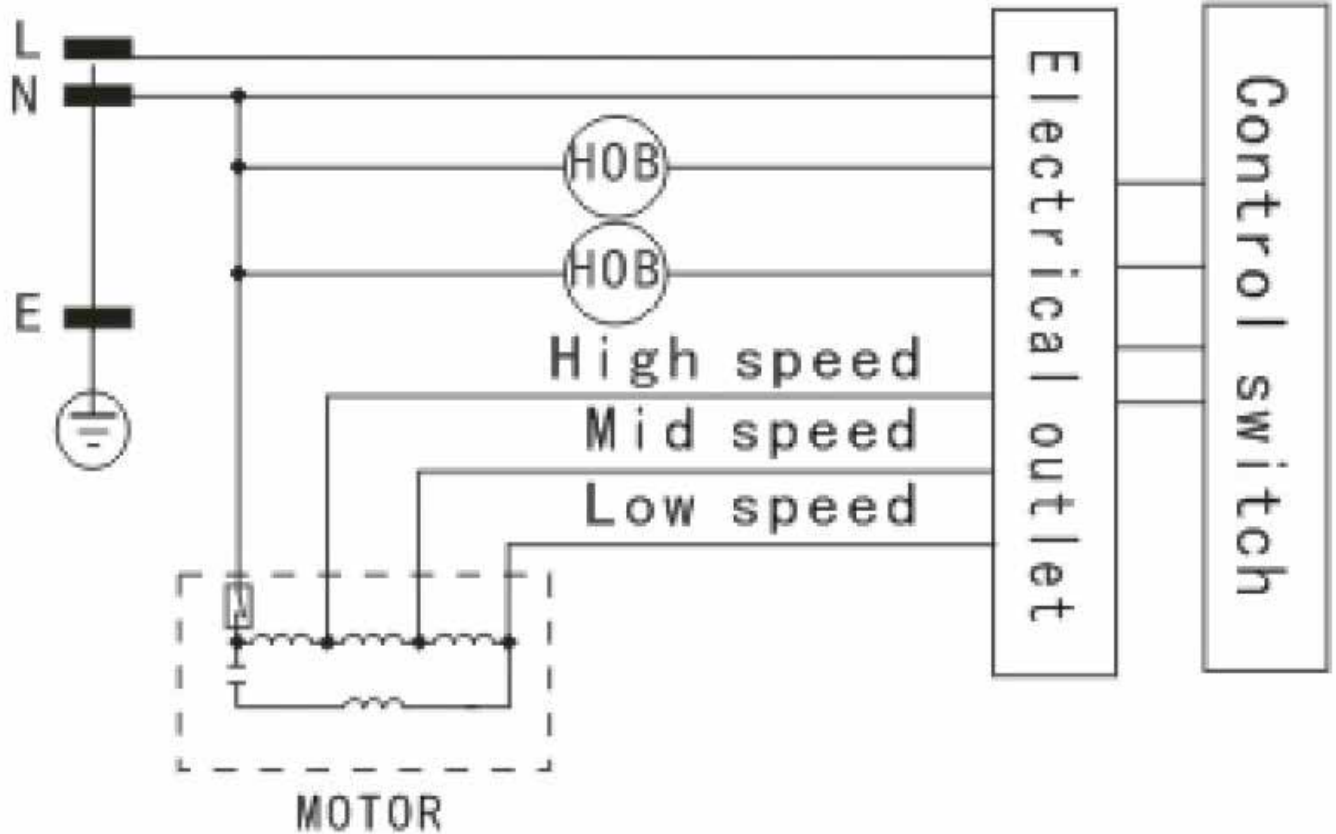 L
N
HOB
HOB
E
High speed
Mid speed
Low speed
MOTOR
Electrical outlet
Control switch